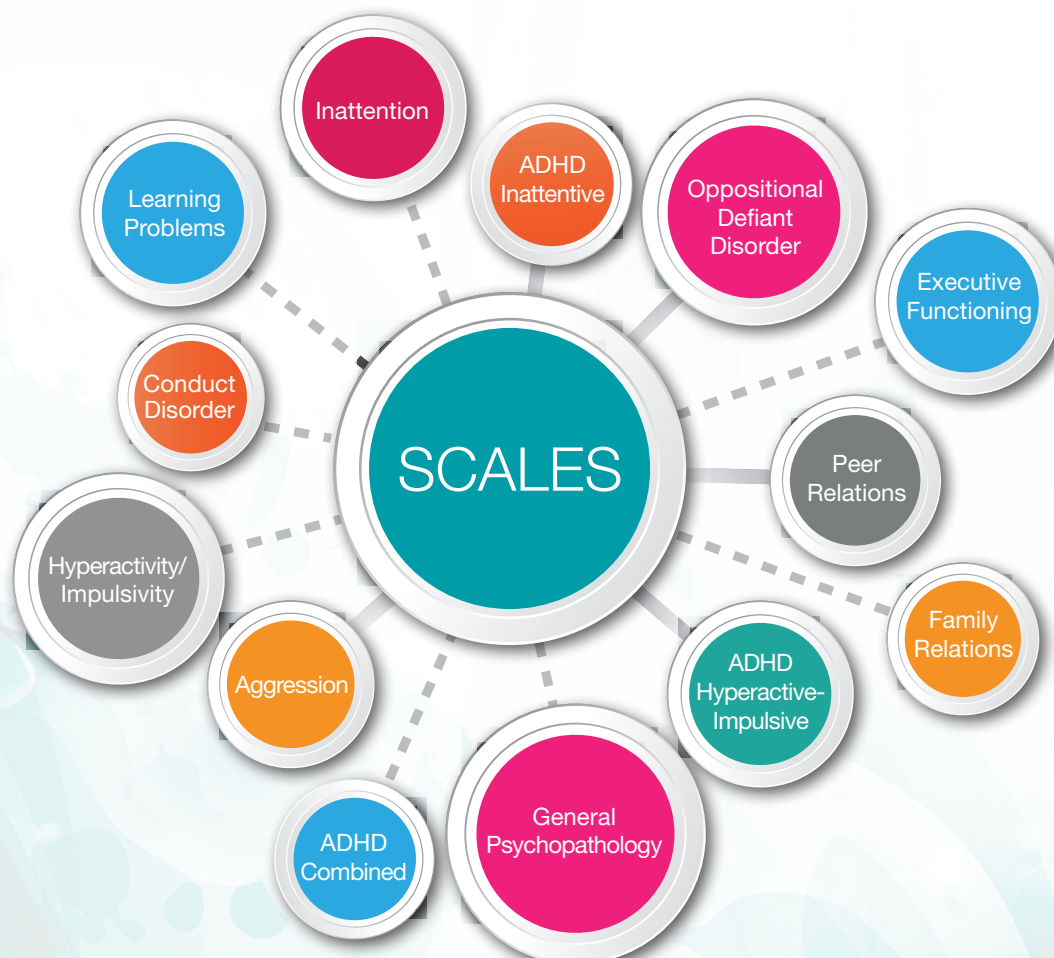 Inattention
ADHD
Inattentive
Oppositional
Defiant
Disorder
Learning
Problems
Executive
Functioning
Conduct
Disorder
SCALES
Peer
Relations
Hyperactivity/
Impulsivity
Family
Relations
Aggression
ADHD
Hyperactive-
Impulsive
General
Psychopathology
ADHD
Combined